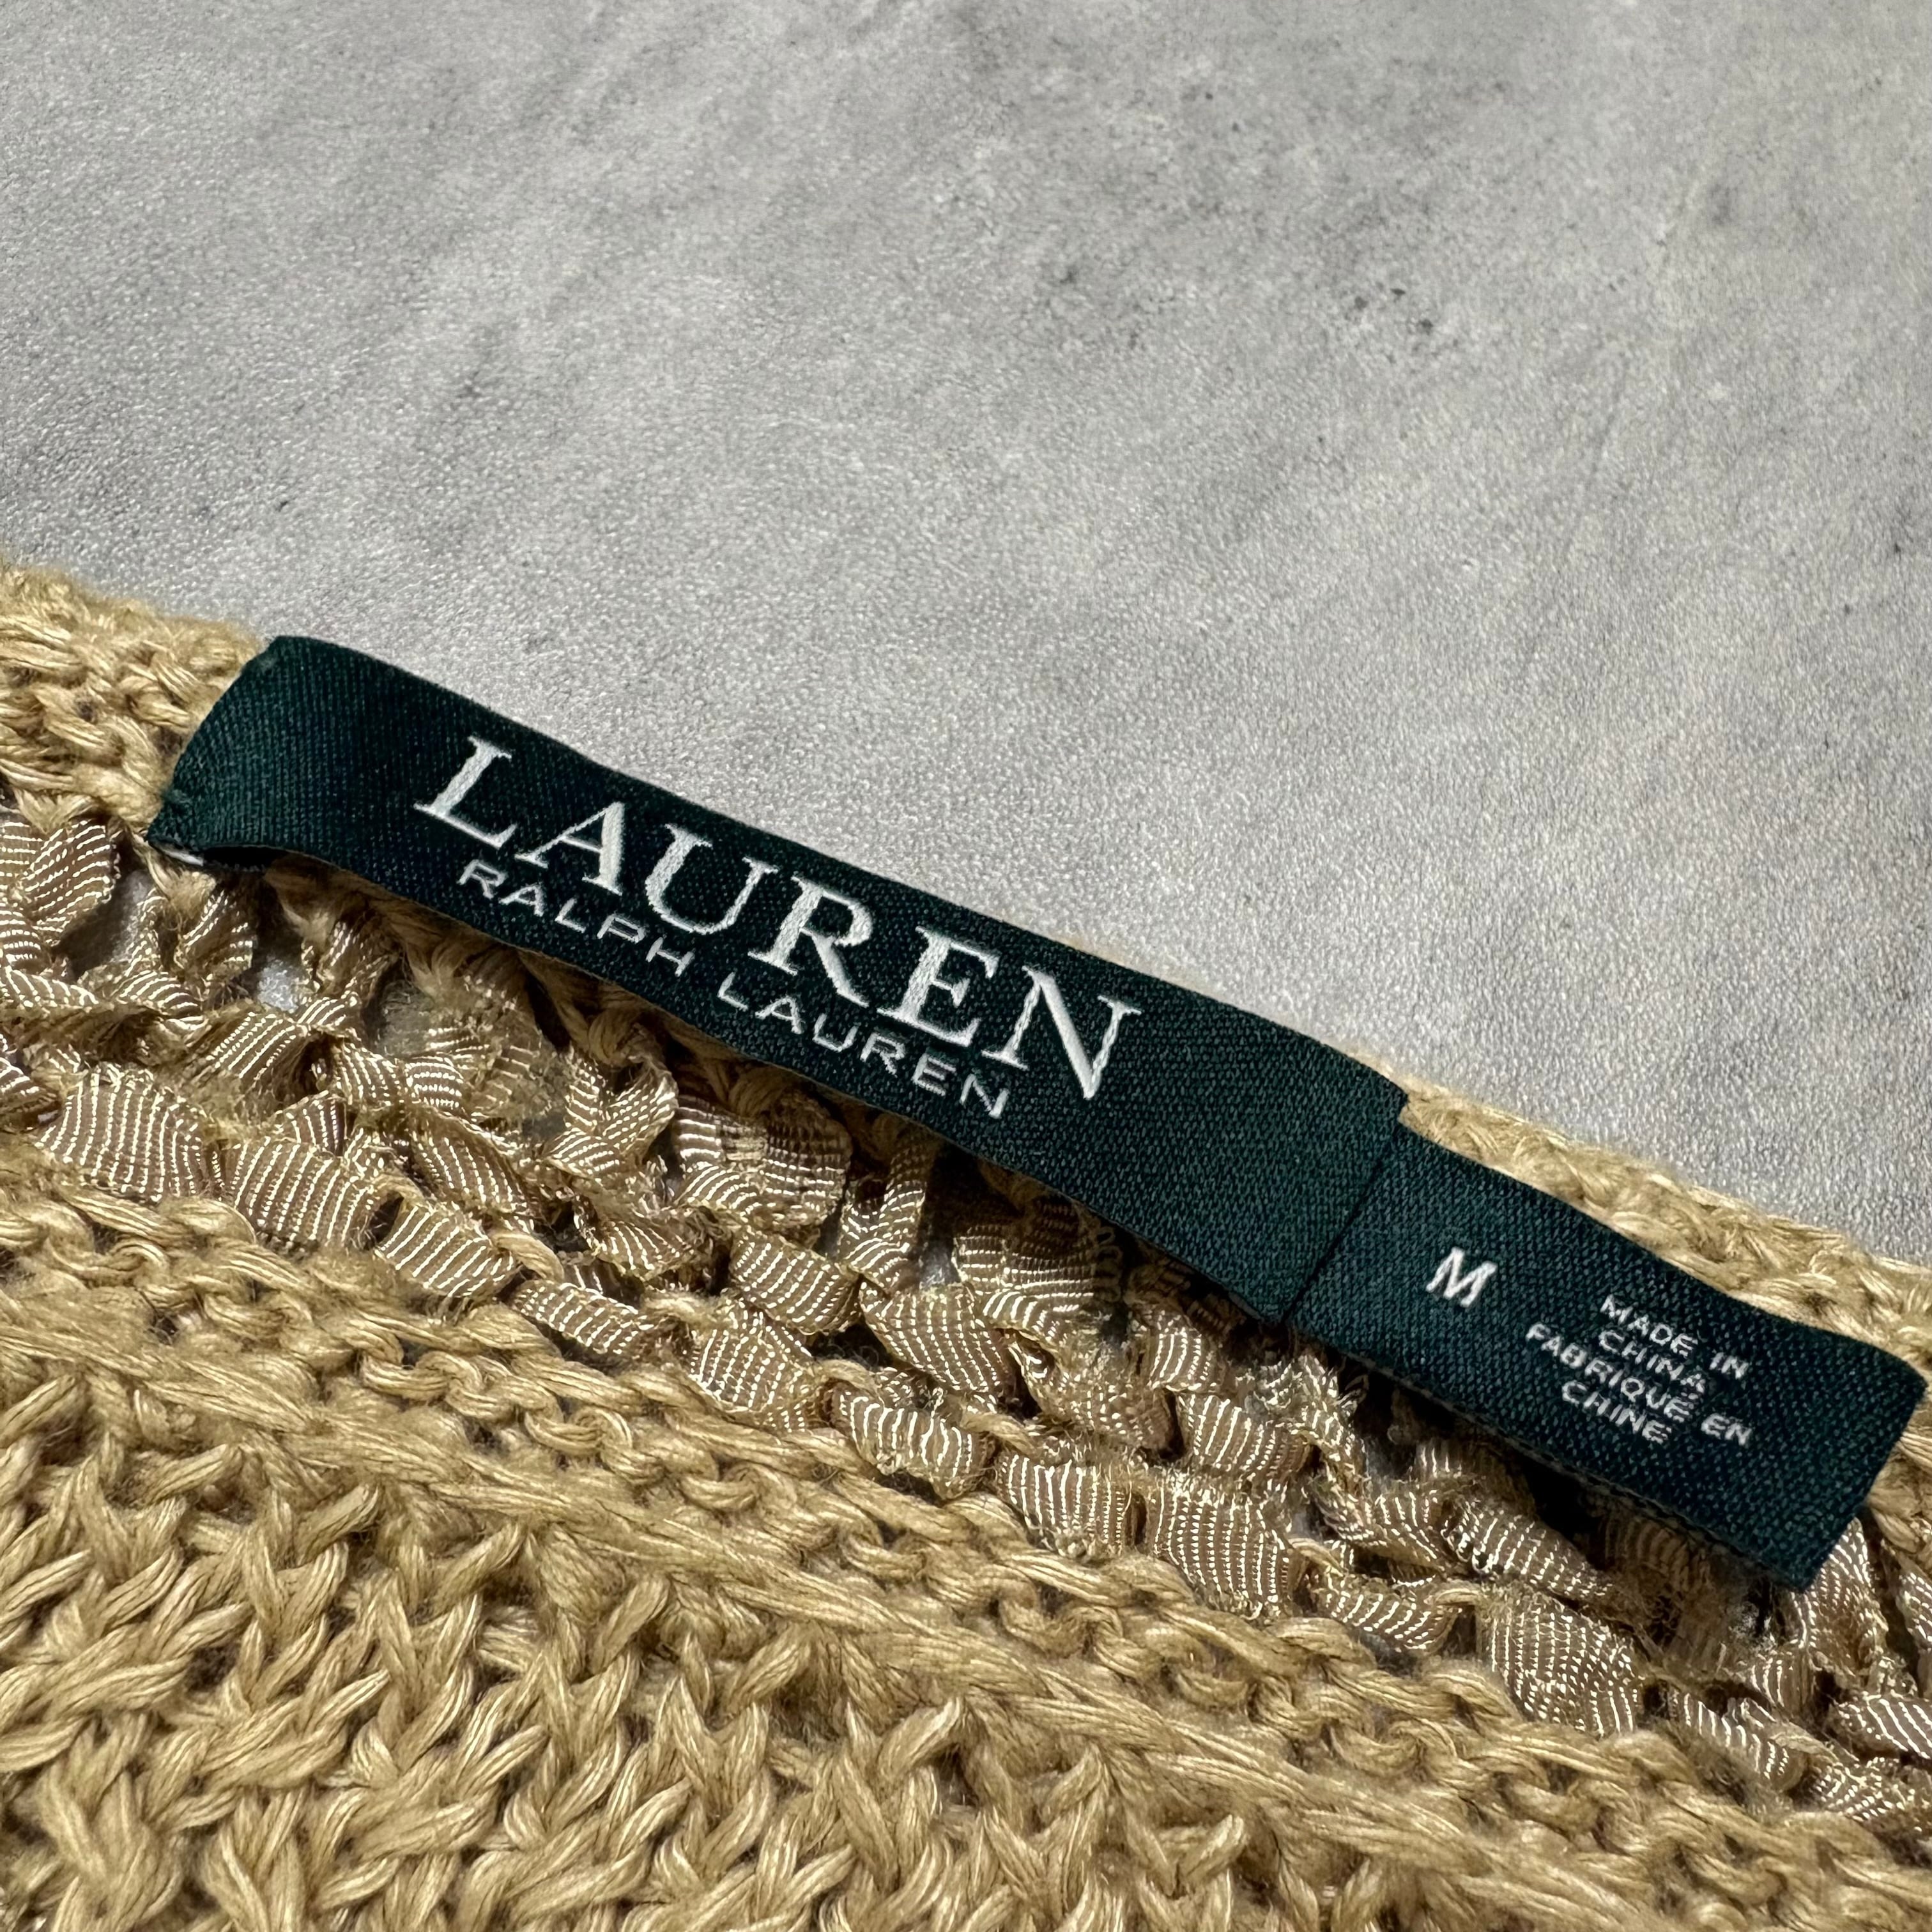 LAUREN
RALPH LAUREN
M
MADE IN
CHINA
FABRIQUÉ EN
CHINE